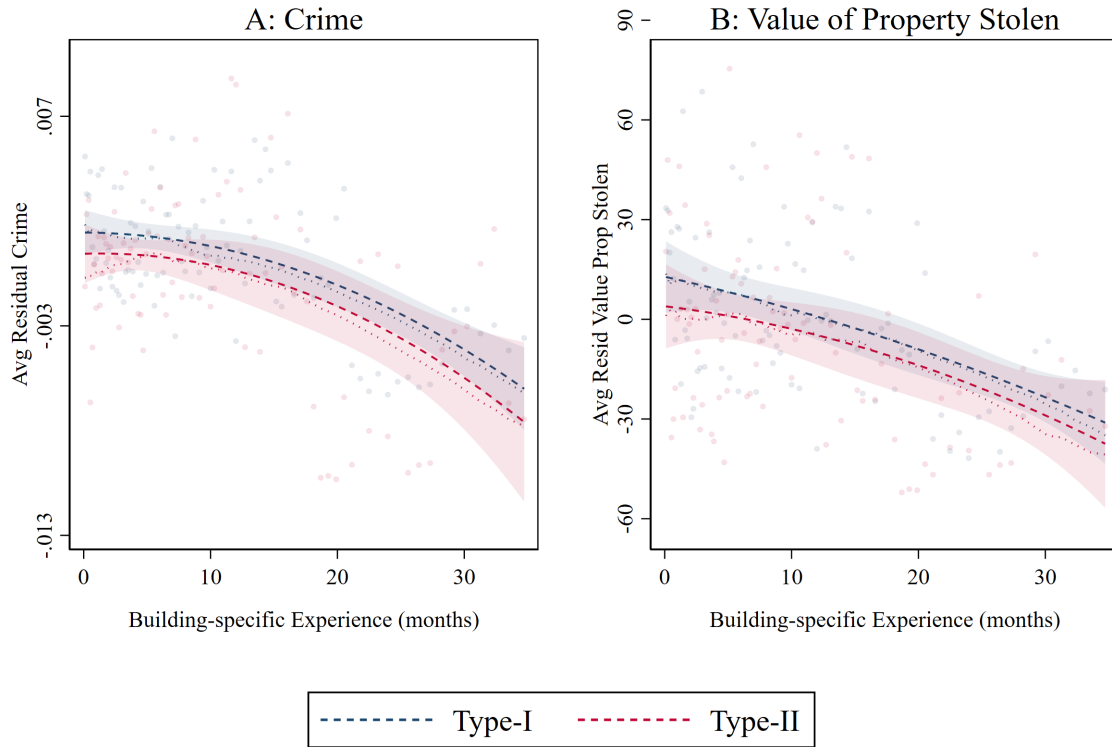 A: Crime
B: Value of Property Stolen
Avg Residual Crime
.007
-.003
-.013
0 10 20 30
Building-specific Experience (months)
Avg Resid Value Prop Stolen
90
60
30
0
-30
-60
0 10 20 30
Building-specific Experience (months)
Type-I Type-II